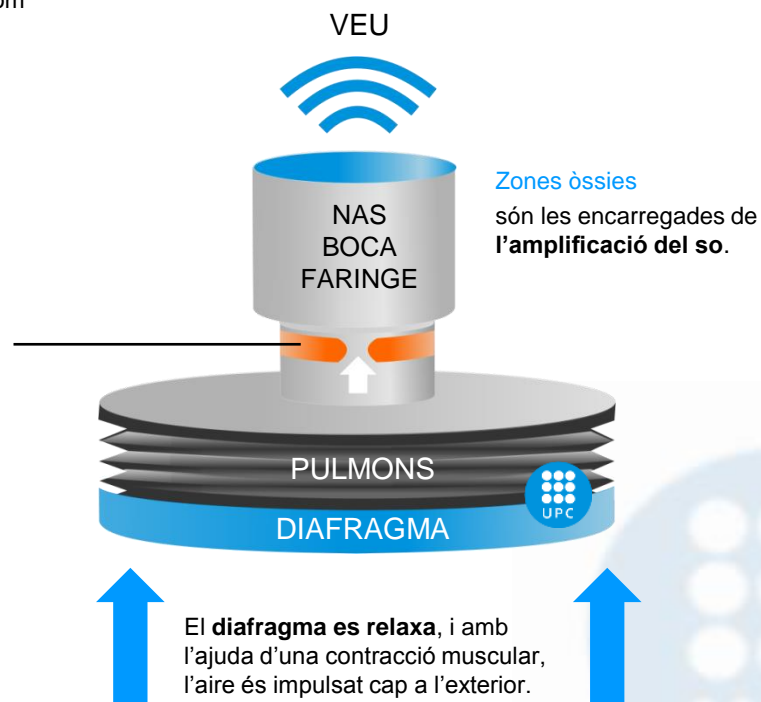 om
VEU
Zones òssies
són les encarregades de
l’amplificació del so.
NAS
BOCA
FARINGE
PULMONS
UPC
DIAFRAGMA
El diafragma es relaxa, i amb
l’ajuda d’una contracció muscular,
l’aire és impulsat cap a l’exterior.